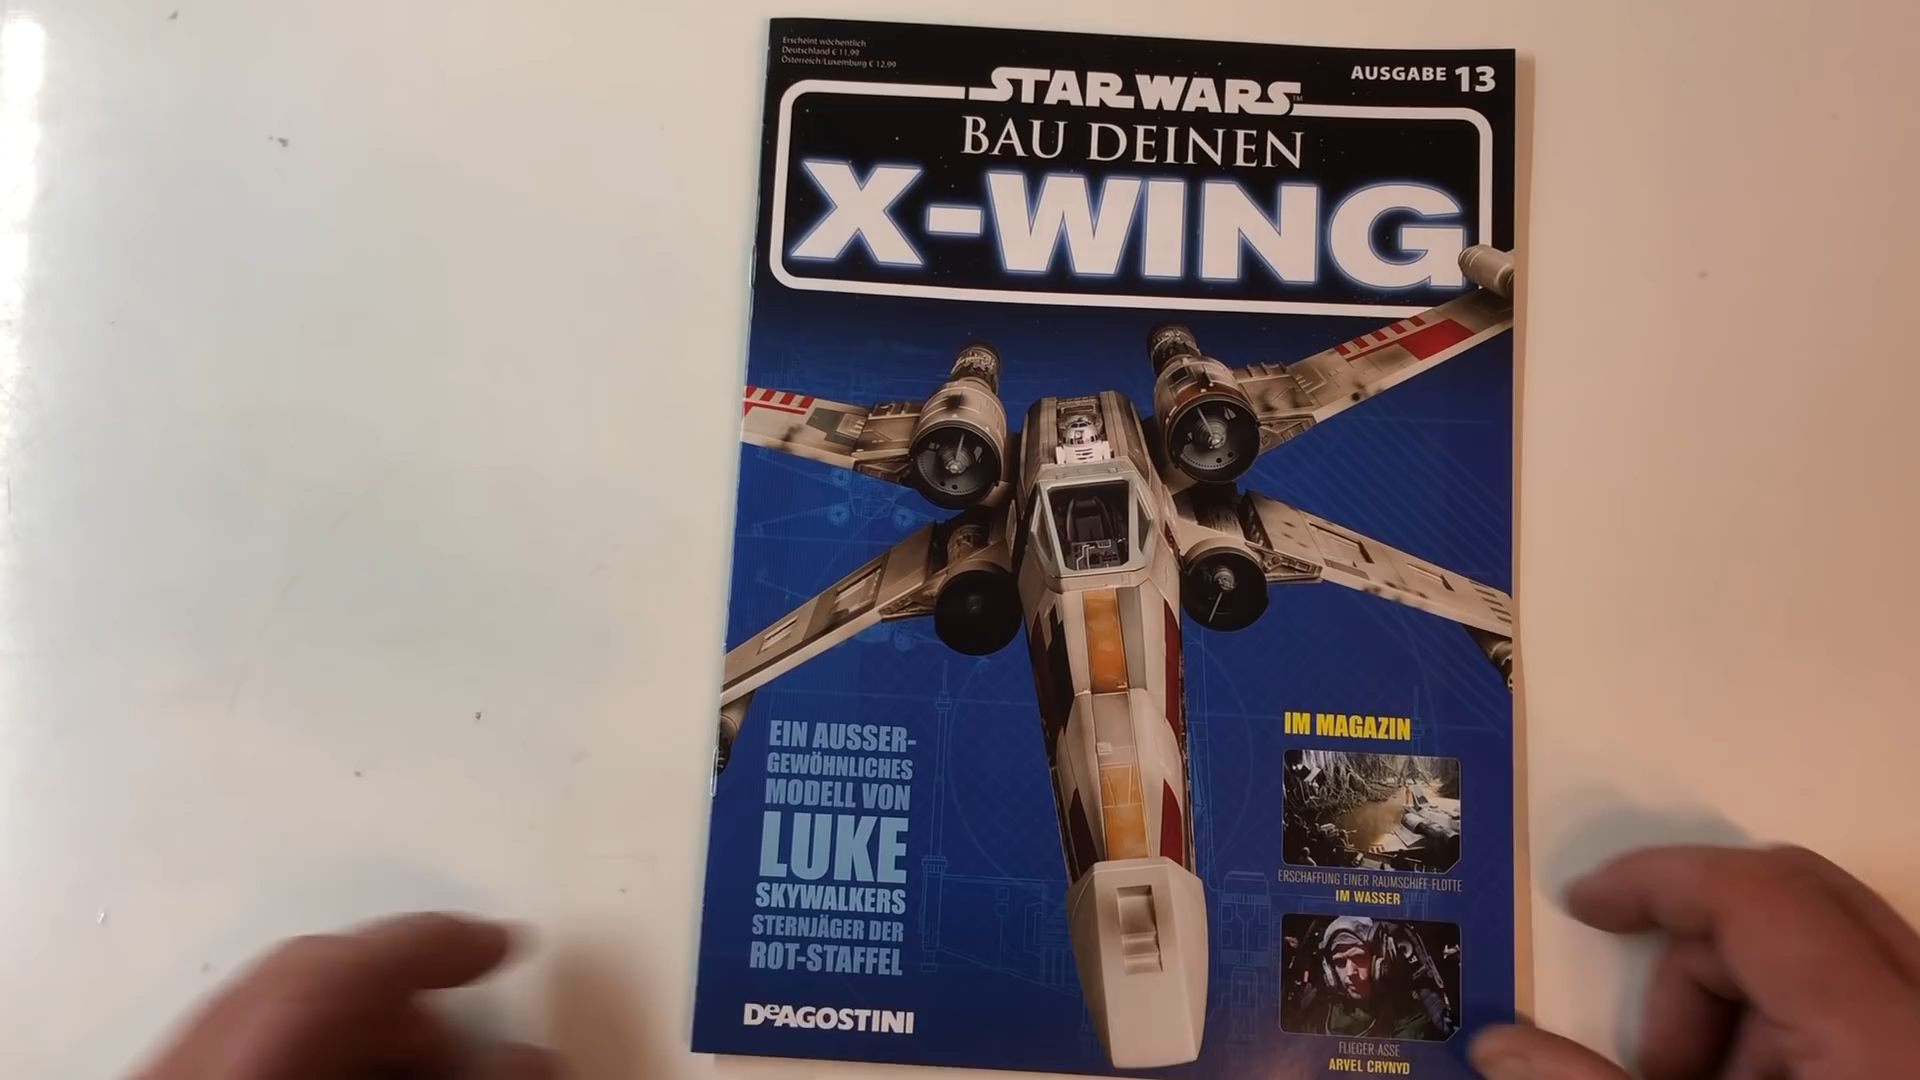 Erscheint wöchentlich
Deutschland € 11,99
Österreich/Luxemburg € 12,99
AUSGABE 13
STAR WARS™
BAU DEINEN
X-WING
EIN AUSSER-
GEWÖHNLICHES
MODELL VON
LUKE
SKYWALKERS
STERNJÄGER DER
ROT-STAFFEL
DeAGOSTINI
IM MAGAZIN
ERSCHAFFUNG EINER RAUMSCHIFF-FLOTTE
IM WASSER
FLIEGER-ASSE
ARVEL CRYNYD